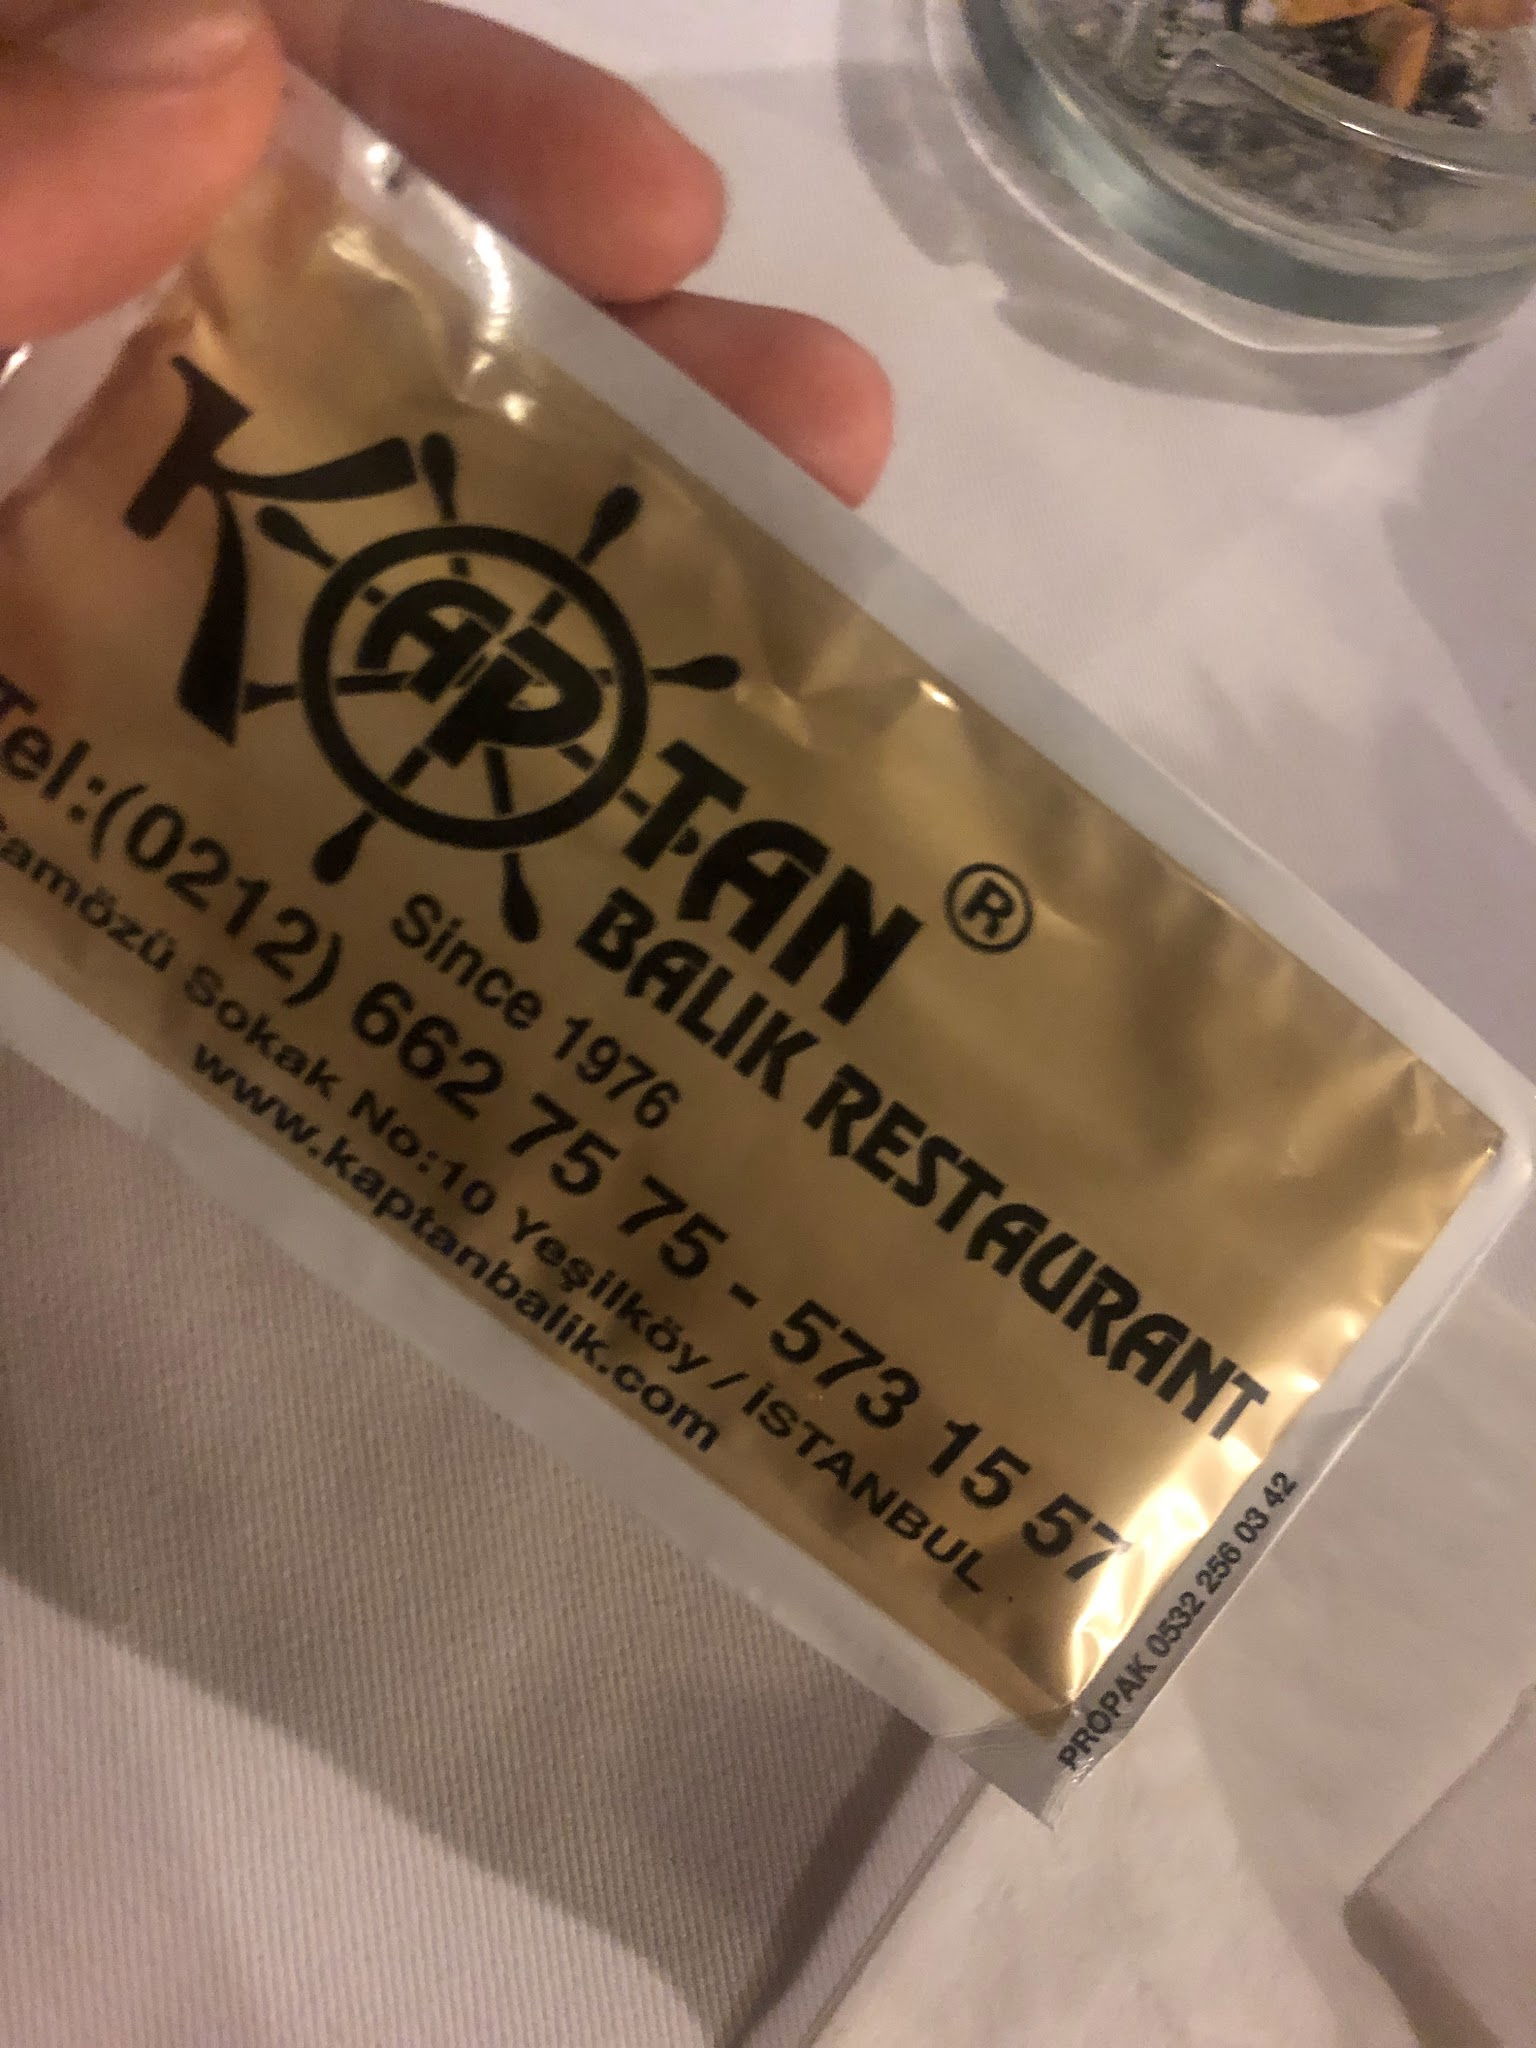 KAPTAN ®
BALIK RESTAURANT
Since 1976
Tel:(0212) 662 75 75 - 573 15 57
Sokak No:10 Yeşilköy / İSTANBUL
www.kaptanbalik.com
PROPAK 0532 256 03 42